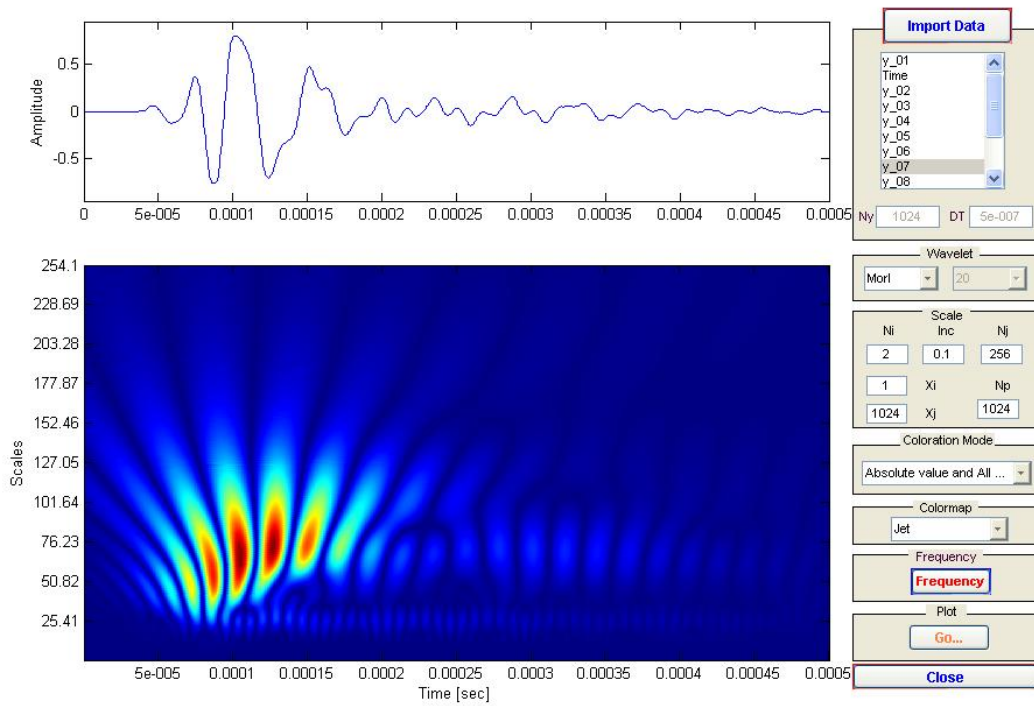 0.5
0
-0.5
Amplitude
0 5e-005 0.0001 0.00015 0.0002 0.00025 0.0003 0.00035 0.0004 0.00045 0.0005
254.1
228.69
203.28
177.87
152.46
127.05
101.64
76.23
50.82
25.41
Scales
5e-005 0.0001 0.00015 0.0002 0.00025 0.0003 0.00035 0.0004 0.00045 0.0005
Time [sec]
Import Data
y_01
Time
y_02
y_03
y_04
y_05
y_06
y_07
y_08
Ny 1024 DT 5e-007
Wavelet
Morl 20
Scale
Ni Inc Nj
2 0.1 256
1 Xi Np
1024 Xj 1024
Coloration Mode
Absolute value and All ...
Colormap
Jet
Frequency
Frequency
Plot
Go...
Close